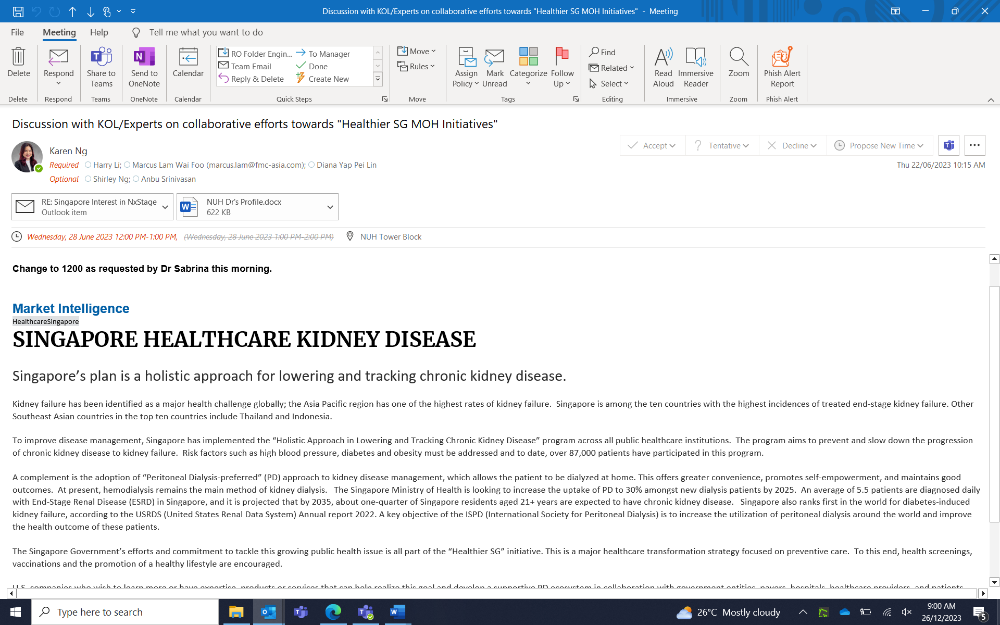 Discussion with KOL/Experts on collaborative efforts towards "Healthier SG MOH Initiatives" - Meeting
File Meeting Help Tell me what you want to do
Delete
Respond
Share to Teams
Send to OneNote
Calendar
RO Folder Engin... To Manager
Team Email Done
Reply & Delete Create New
Move
Rules
Assign Policy
Mark Unread
Categorize
Follow Up
Find
Related
Select
Read Aloud
Immersive Reader
Zoom
Phish Alert Report
Delete Respond Teams OneNote Calendar Quick Steps Move Tags Editing Immersive Zoom Phish Alert
Discussion with KOL/Experts on collaborative efforts towards "Healthier SG MOH Initiatives"
Karen Ng
Accept Tentative Decline Propose New Time
Required Harry Li; Marcus Lam Wai Foo (marcus.lam@fmc-asia.com); Diana Yap Pei Lin
Thu 22/06/2023 10:15 AM
Optional Shirley Ng; Anbu Srinivasan
RE: Singapore Interest in NxStage
Outlook item
NUH Dr's Profile.docx
622 KB
Wednesday, 28 June 2023 12:00 PM-1:00 PM, (Wednesday, 28 June 2023 1:00 PM-2:00 PM) NUH Tower Block
Change to 1200 as requested by Dr Sabrina this morning.
Market Intelligence
HealthcareSingapore
SINGAPORE HEALTHCARE KIDNEY DISEASE
Singapore’s plan is a holistic approach for lowering and tracking chronic kidney disease.
Kidney failure has been identified as a major health challenge globally; the Asia Pacific region has one of the highest rates of kidney failure. Singapore is among the ten countries with the highest incidences of treated end-stage kidney failure. Other
Southeast Asian countries in the top ten countries include Thailand and Indonesia.
To improve disease management, Singapore has implemented the “Holistic Approach in Lowering and Tracking Chronic Kidney Disease” program across all public healthcare institutions. The program aims to prevent and slow down the progression
of chronic kidney disease to kidney failure. Risk factors such as high blood pressure, diabetes and obesity must be addressed and to date, over 87,000 patients have participated in this program.
A complement is the adoption of “Peritoneal Dialysis-preferred” (PD) approach to kidney disease management, which allows the patient to be dialyzed at home. This offers greater convenience, promotes self-empowerment, and maintains good
outcomes. At present, hemodialysis remains the main method of kidney dialysis. The Singapore Ministry of Health is looking to increase the uptake of PD to 30% amongst new dialysis patients by 2025. An average of 5.5 patients are diagnosed daily
with End-Stage Renal Disease (ESRD) in Singapore, and it is projected that by 2035, about one-quarter of Singapore residents aged 21+ years are expected to have chronic kidney disease. Singapore also ranks first in the world for diabetes-induced
kidney failure, according to the USRDS (United States Renal Data System) Annual report 2022. A key objective of the ISPD (International Society for Peritoneal Dialysis) is to increase the utilization of peritoneal dialysis around the world and improve
the health outcome of these patients.
The Singapore Government’s efforts and commitment to tackle this growing public health issue is all part of the “Healthier SG” initiative. This is a major healthcare transformation strategy focused on preventive care. To this end, health screenings,
vaccinations and the promotion of a healthy lifestyle are encouraged.
U.S. companies who wish to learn more or have expertise, products or services that can help realize this goal and develop a supportive PD ecosystem in collaboration with government entities, payers, hospitals, healthcare providers, and patients
Type here to search
26°C Mostly cloudy
9:00 AM
26/12/2023
5